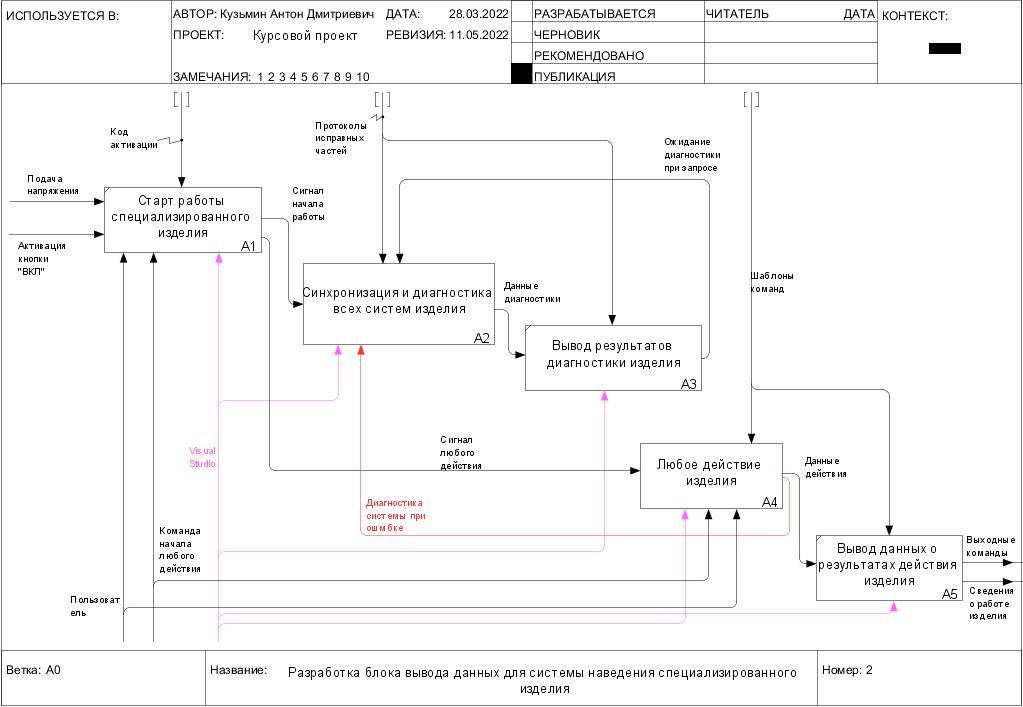 ИСПОЛЬЗУЕТСЯ В:
АВТОР: Кузьмин Антон Дмитриевич
ДАТА: 28.03.2022
РАЗРАБАТЫВАЕТСЯ
ЧИТАТЕЛЬ
ДАТА
КОНТЕКСТ:
ПРОЕКТ: Курсовой проект
РЕВИЗИЯ: 11.05.2022
ЧЕРНОВИК
РЕКОМЕНДОВАНО
ЗАМЕЧАНИЯ: 1 2 3 4 5 6 7 8 9 10
ПУБЛИКАЦИЯ
Код
активации
Протоколы
исправных
частей
Ожидание
диагностики
при запросе
Подача
напряжения
Старт работы
специализированного
изделия
A1
Сигнал
начала
работы
Активация
кнопки
"ВКЛ"
Синхронизация и диагностика
всех систем изделия
A2
Данные
диагностики
Шаблоны
команд
Вывод результатов
диагностики изделия
A3
Visual
Studio
Сигнал
любого
действия
Любое действие
изделия
A4
Данные
действия
Диагностика
системы при
ошмбке
Команда
начала
любого
действия
Вывод данных о
результатах действия
изделия
A5
Выходные
команды
Сведения
о работе
изделия
Пользоват
ель
Ветка: A0
Название:
Разработка блока вывода данных для системы наведения специализированного
изделия
Номер: 2